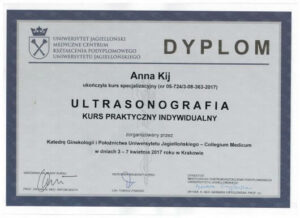 UNIWERSYTET JAGIELLOŃSKI
MEDYCZNE CENTRUM
KSZTAŁCENIA PODYPLOMOWEGO
UNIWERSYTETU JAGIELLOŃSKIEGO
DYPLOM
Anna Kij
ukończyła kurs specjalizacyjny (nr 05-724/3-08-363-2017)
ULTRASONOGRAFIA
KURS PRAKTYCZNY INDYWIDUALNY
zorganizowany przez
Katedrę Ginekologii i Położnictwa Uniwersytetu Jagiellońskiego – Collegium Medicum
w dniach 3 – 7 kwietnia 2017 roku w Krakowie